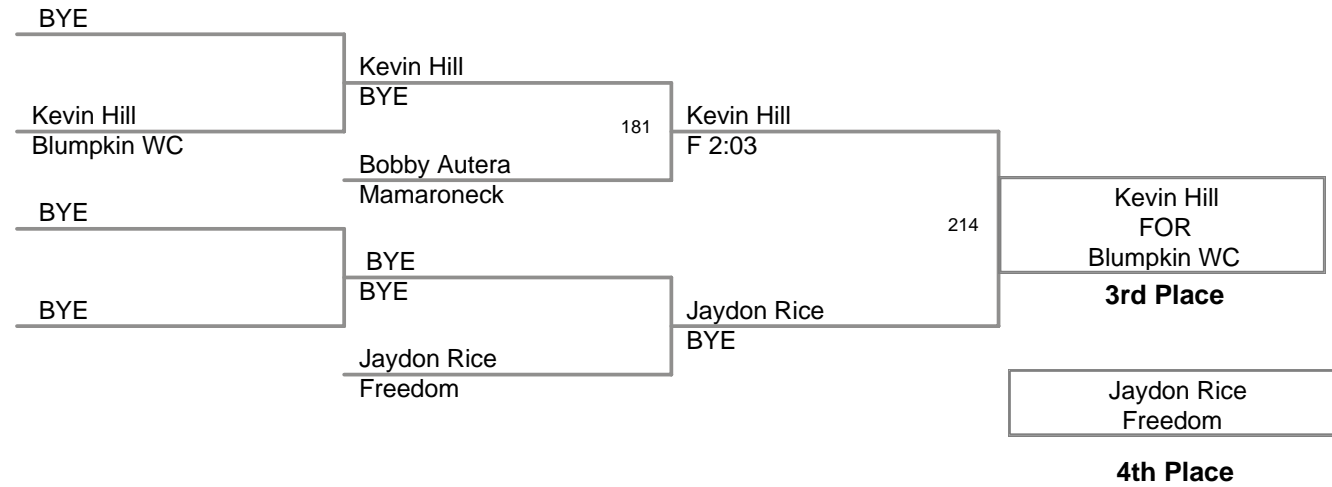 BYE
Kevin Hill
BYE
Kevin Hill
Blumpkin WC
181
Kevin Hill
F 2:03
Bobby Autera
Mamaroneck
Kevin Hill
FOR
Blumpkin WC
BYE
214
BYE
BYE
3rd Place
BYE
Jaydon Rice
BYE
Jaydon Rice
Freedom
Jaydon Rice
Freedom
4th Place